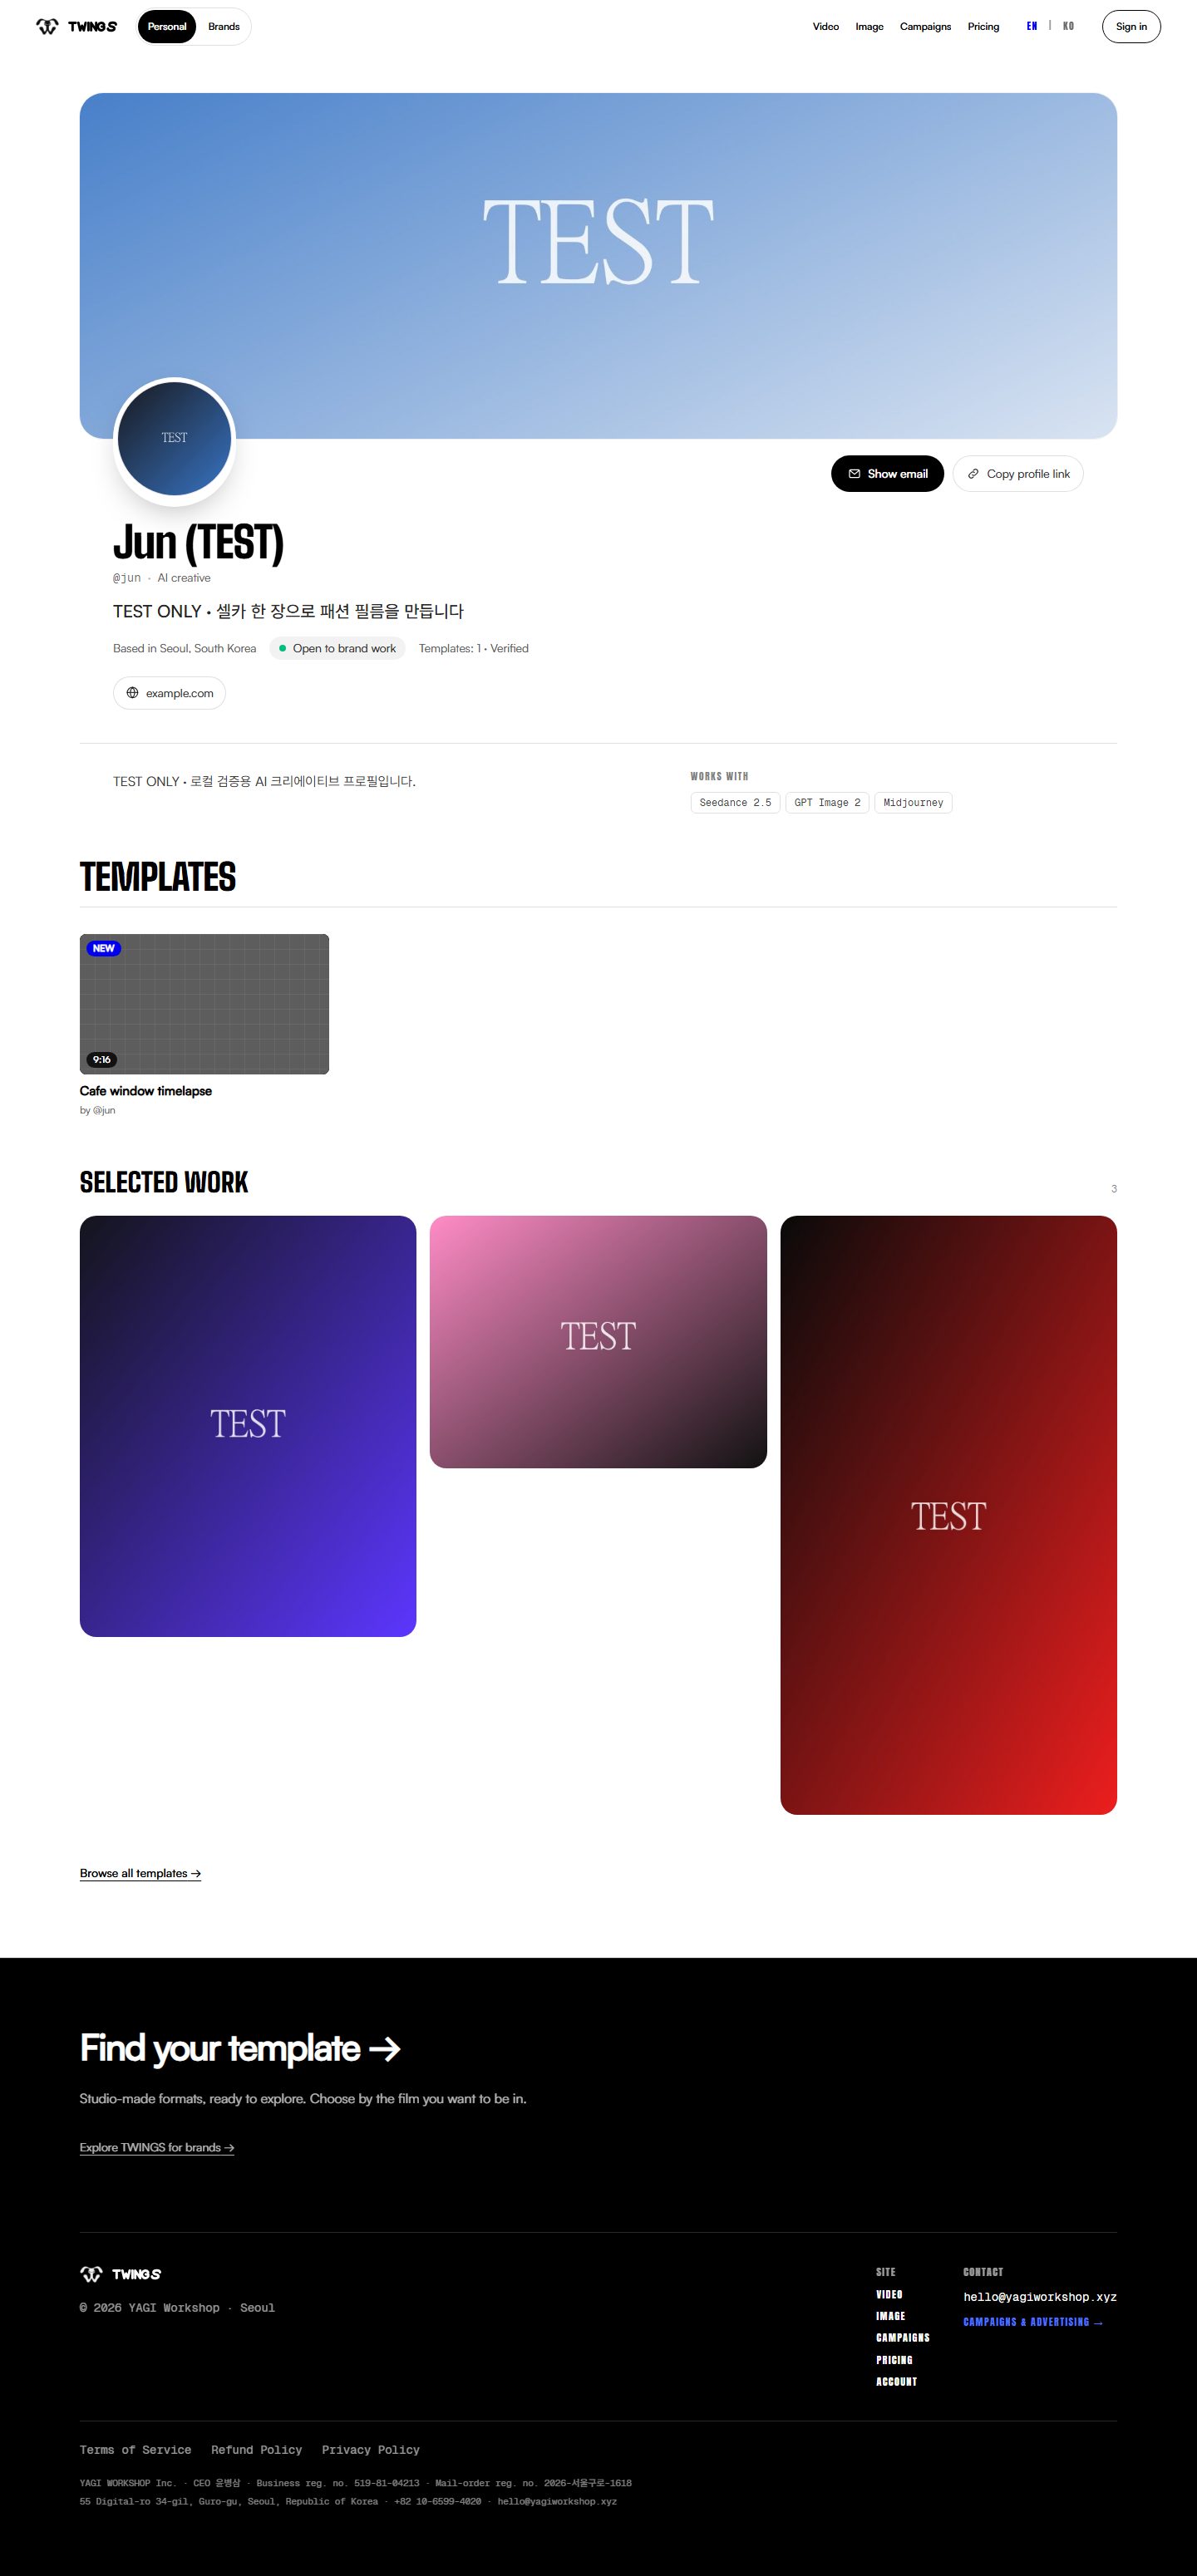 TWINGS
Personal
Brands
Video
Image
Campaigns
Pricing
EN | KO
Sign in
TEST
TEST
Show email
Copy profile link
Jun (TEST)
@jun · AI creative
TEST ONLY · 셀카 한 장으로 패션 필름을 만듭니다
Based in Seoul, South Korea
Open to brand work
Templates: 1 · Verified
example.com
TEST ONLY · 로컬 검증용 AI 크리에이티브 프로필입니다.
WORKS WITH
Seedance 2.5
GPT Image 2
Midjourney
TEMPLATES
NEW
9:16
Cafe window timelapse
by @jun
SELECTED WORK
3
TEST
TEST
TEST
Browse all templates →
Find your template →
Studio-made formats, ready to explore. Choose by the film you want to be in.
Explore TWINGS for brands →
TWINGS
© 2026 YAGI Workshop · Seoul
SITE
VIDEO
IMAGE
CAMPAIGNS
PRICING
ACCOUNT
CONTACT
hello@yagiworkshop.xyz
CAMPAIGNS & ADVERTISING →
Terms of Service
Refund Policy
Privacy Policy
YAGI WORKSHOP Inc. · CEO 윤병삼 · Business reg. no. 519-81-04213 · Mail-order reg. no. 2026-서울구로-1618
55 Digital-ro 34-gil, Guro-gu, Seoul, Republic of Korea · +82 10-6599-4020 · hello@yagiworkshop.xyz